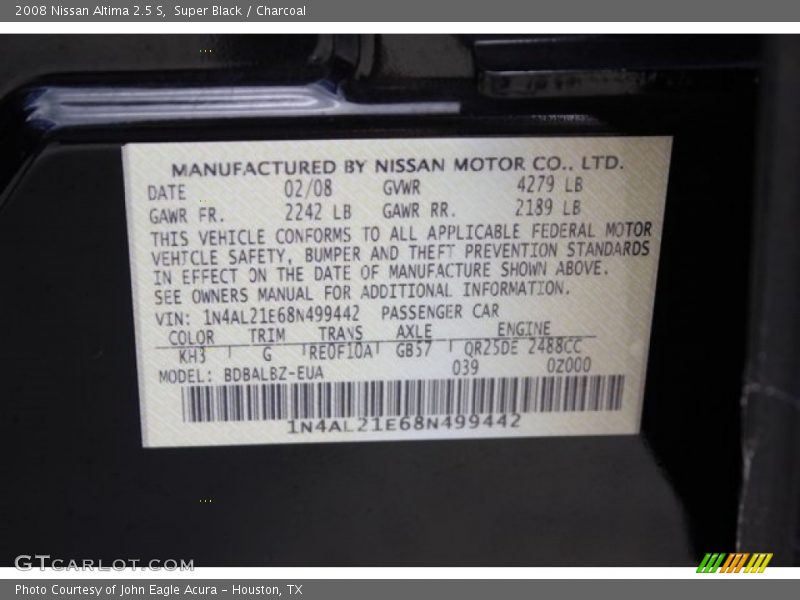 2008 Nissan Altima 2.5 S, Super Black / Charcoal
MANUFACTURED BY NISSAN MOTOR CO., LTD.
DATE 02/08 GVWR 4279 LB
GAWR FR. 2242 LB GAWR RR. 2189 LB
THIS VEHICLE CONFORMS TO ALL APPLICABLE FEDERAL MOTOR
VEHICLE SAFETY, BUMPER AND THEFT PREVENTION STANDARDS
IN EFFECT ON THE DATE OF MANUFACTURE SHOWN ABOVE.
SEE OWNERS MANUAL FOR ADDITIONAL INFORMATION.
VIN: 1N4AL21E68N499442 PASSENGER CAR
COLOR TRIM TRANS AXLE ENGINE
KH3 G RE0F10A GB57 QR25DE 2488CC
MODEL: BDBALBZ-EUA 039 0Z000
1N4AL21E68N499442
GTCARLOT.COM
Photo Courtesy of John Eagle Acura - Houston, TX